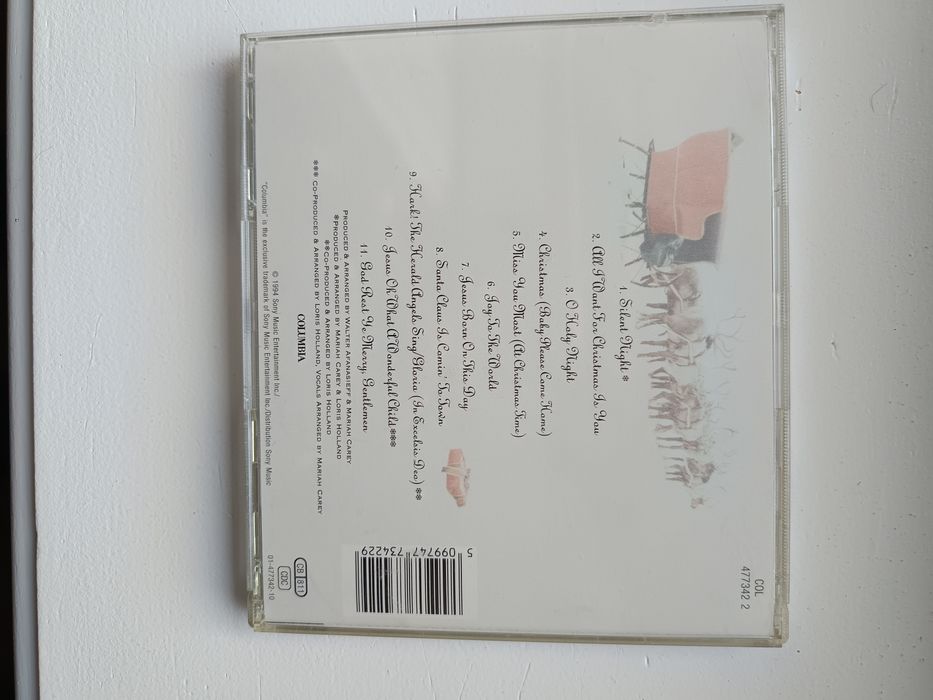 COL
477342 2
1. Silent Night *
2. All I Want For Christmas Is You
3. O Holy Night
4. Christmas (Baby Please Come Home)
5. Miss You Most (At Christmas Time)
6. Joy To The World
7. Jesus Born On This Day
8. Santa Claus Is Comin' To Town
9. Hark! The Herald Angels Sing/Gloria (In Excelsis Deo) **
10. Jesus Oh What A Wonderful Child ***
11. God Rest Ye Merry, Gentlemen
Produced & Arranged by Walter Afanasieff & Mariah Carey
*Produced & Arranged by Mariah Carey & Loris Holland
**Co-Produced & Arranged by Loris Holland
*** Co-Produced & Arranged by Loris Holland, Vocals Arranged by Mariah Carey
COLUMBIA
© 1994 Sony Music Entertainment Inc./
"Columbia" is the exclusive trademark of Sony Music Entertainment Inc./Distribution Sony Music
5 099747 734229
CB 811
CDC
01-477342-10